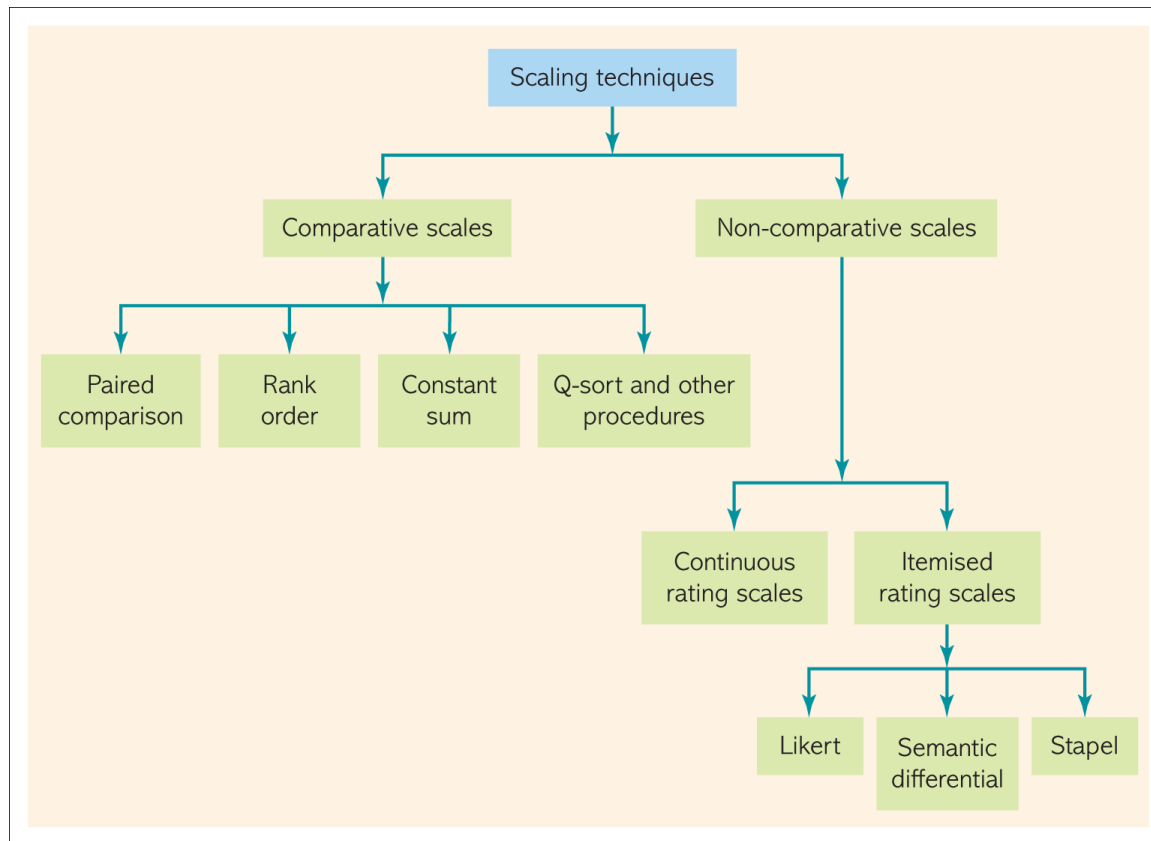 Scaling techniques
Comparative scales
Non-comparative scales
Paired
comparison
Rank
order
Constant
sum
Q-sort and other
procedures
Continuous
rating scales
Itemised
rating scales
Likert
Semantic
differential
Stapel